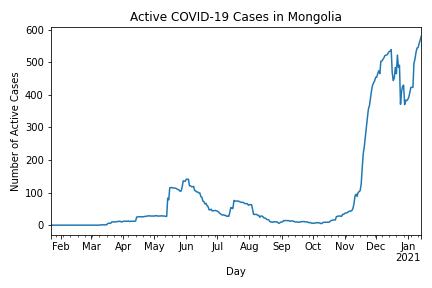 Active COVID-19 Cases in Mongolia
Number of Active Cases
600
500
400
300
200
100
0
Feb Mar Apr May Jun Jul Aug Sep Oct Nov Dec Jan
2021
Day